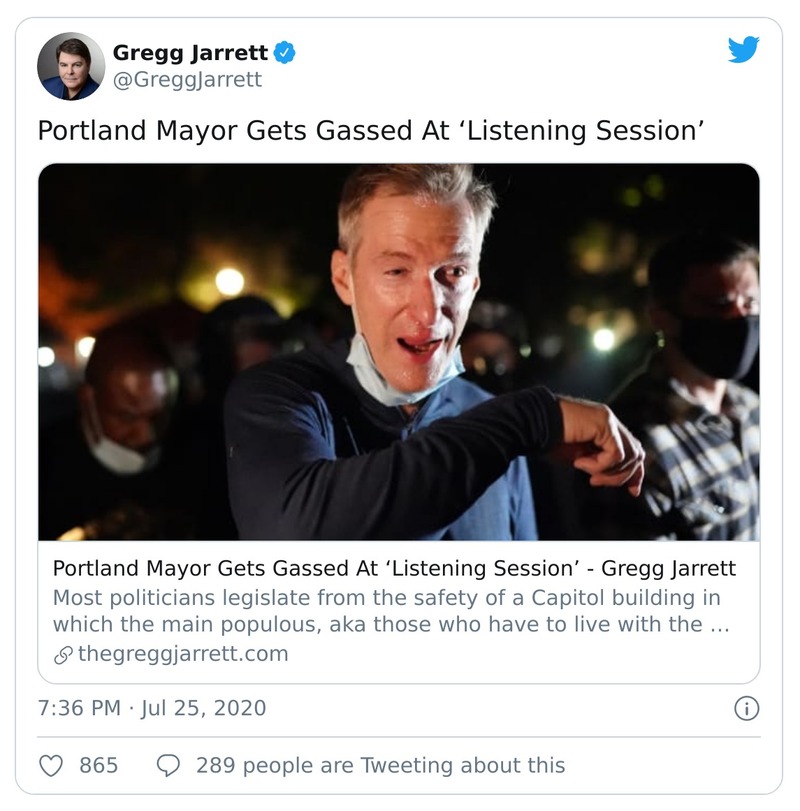 Gregg Jarrett
@GreggJarrett
Portland Mayor Gets Gassed At ‘Listening Session’
Portland Mayor Gets Gassed At ‘Listening Session’ - Gregg Jarrett
Most politicians legislate from the safety of a Capitol building in
which the main populous, aka those who have to live with the ...
thegreggjarrett.com
7:36 PM · Jul 25, 2020
865
289 people are Tweeting about this